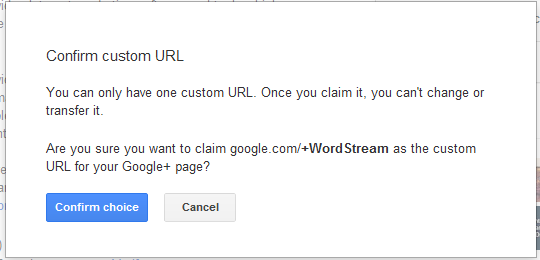 Confirm custom URL
You can only have one custom URL. Once you claim it, you can't change or
transfer it.
Are you sure you want to claim google.com/+WordStream as the custom
URL for your Google+ page?
Confirm choice
Cancel